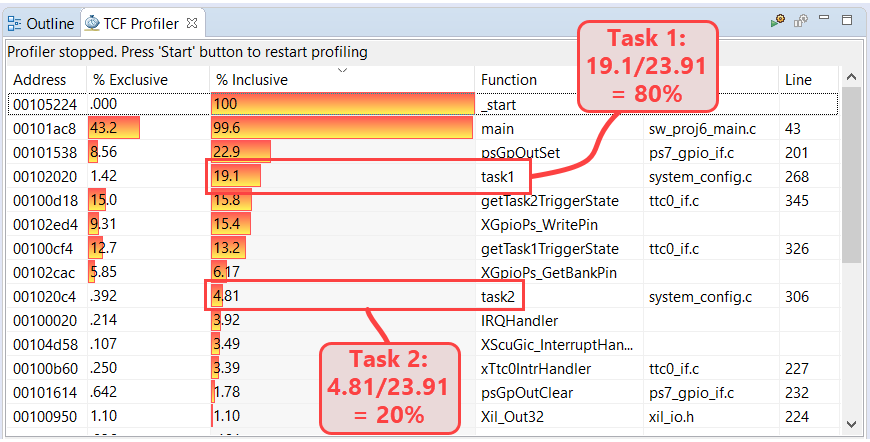 Outline TCF Profiler
Profiler stopped. Press 'Start' button to restart profiling
Task 1:
19.1/23.91
= 80%
Address % Exclusive % Inclusive Function Line
00105224 .000 100 _start
00101ac8 43.2 99.6 main sw_proj6_main.c 43
00101538 8.56 22.9 psGpOutSet ps7_gpio_if.c 201
00102020 1.42 19.1 task1 system_config.c 268
00100d18 15.0 15.8 getTask2TriggerState ttc0_if.c 345
00102ed4 9.31 15.4 XGpioPs_WritePin
00100cf4 12.7 13.2 getTask1TriggerState ttc0_if.c 326
00102cac 5.85 6.17 XGpioPs_GetBankPin
001020c4 .392 4.81 task2 system_config.c 306
00100020 .214 3.92 IRQHandler
00104d58 .107 3.49 XScuGic_InterruptHan...
00100b60 .250 3.39 xTtc0IntrHandler ttc0_if.c 227
00101614 .642 1.78 psGpOutClear ps7_gpio_if.c 232
00100950 1.10 1.10 Xil_Out32 xil_io.h 224
Task 2:
4.81/23.91
= 20%